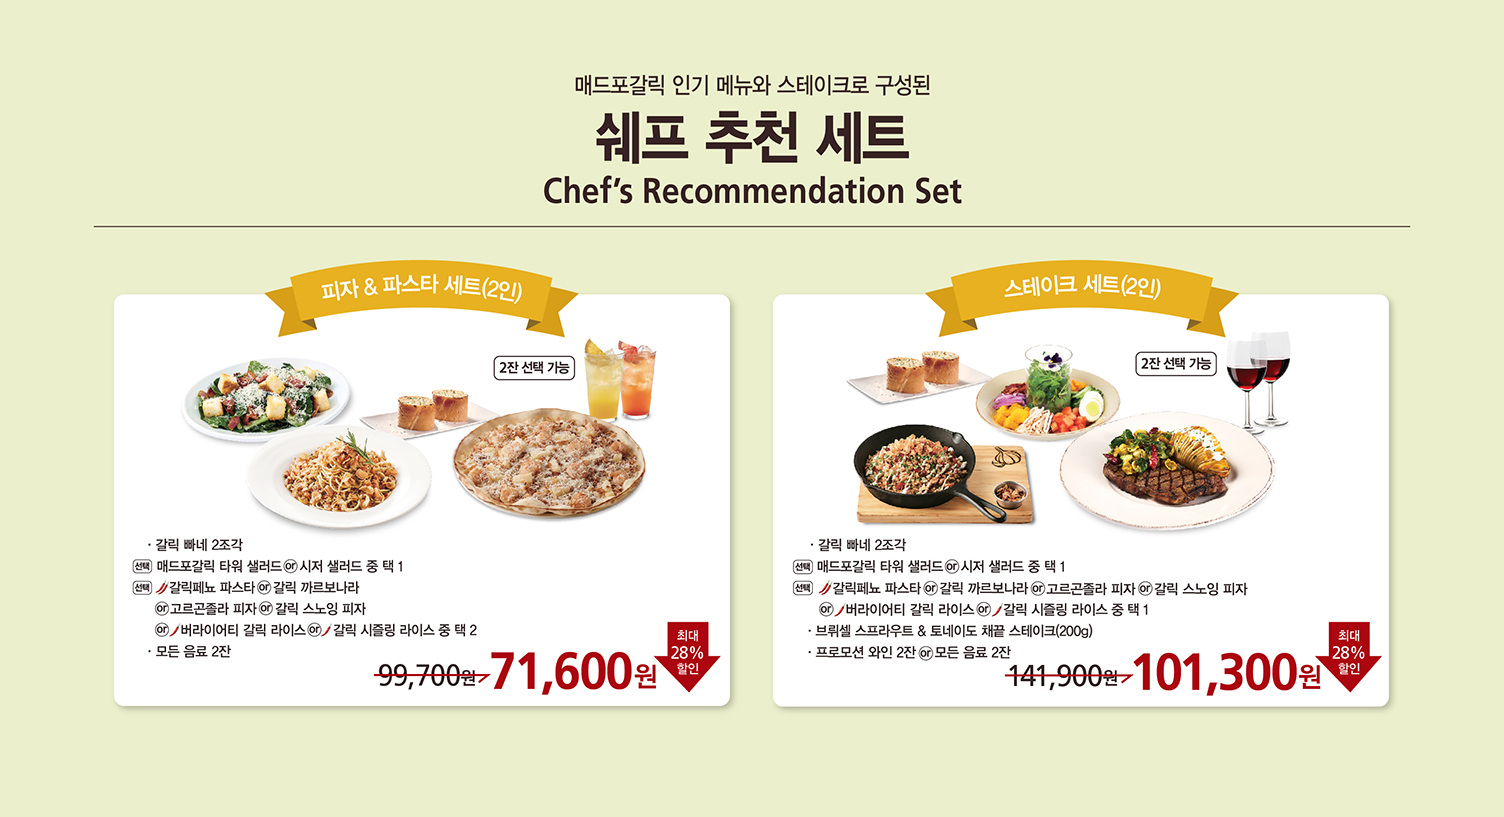 매드포갈릭 인기 메뉴와 스테이크로 구성된
쉐프 추천 세트
Chef's Recommendation Set
피자 & 파스타 세트(2인)
2잔 선택 가능
· 갈릭 빠네 2조각
선택 매드포갈릭 타워 샐러드 or 시저 샐러드 중 택 1
선택 갈릭페뇨 파스타 or 갈릭 까르보나라
or 고르곤졸라 피자 or 갈릭 스노잉 피자
or 버라이어티 갈릭 라이스 or 갈릭 시즐링 라이스 중 택 2
· 모든 음료 2잔
99,700원 71,600원
최대
28%
할인
스테이크 세트(2인)
2잔 선택 가능
· 갈릭 빠네 2조각
선택 매드포갈릭 타워 샐러드 or 시저 샐러드 중 택 1
선택 갈릭페뇨 파스타 or 갈릭 까르보나라 or 고르곤졸라 피자 or 갈릭 스노잉 피자
or 버라이어티 갈릭 라이스 or 갈릭 시즐링 라이스 중 택 1
· 브뤼셀 스프라우트 & 토네이도 채끝 스테이크(200g)
· 프로모션 와인 2잔 or 모든 음료 2잔
141,900원 101,300원
최대
28%
할인